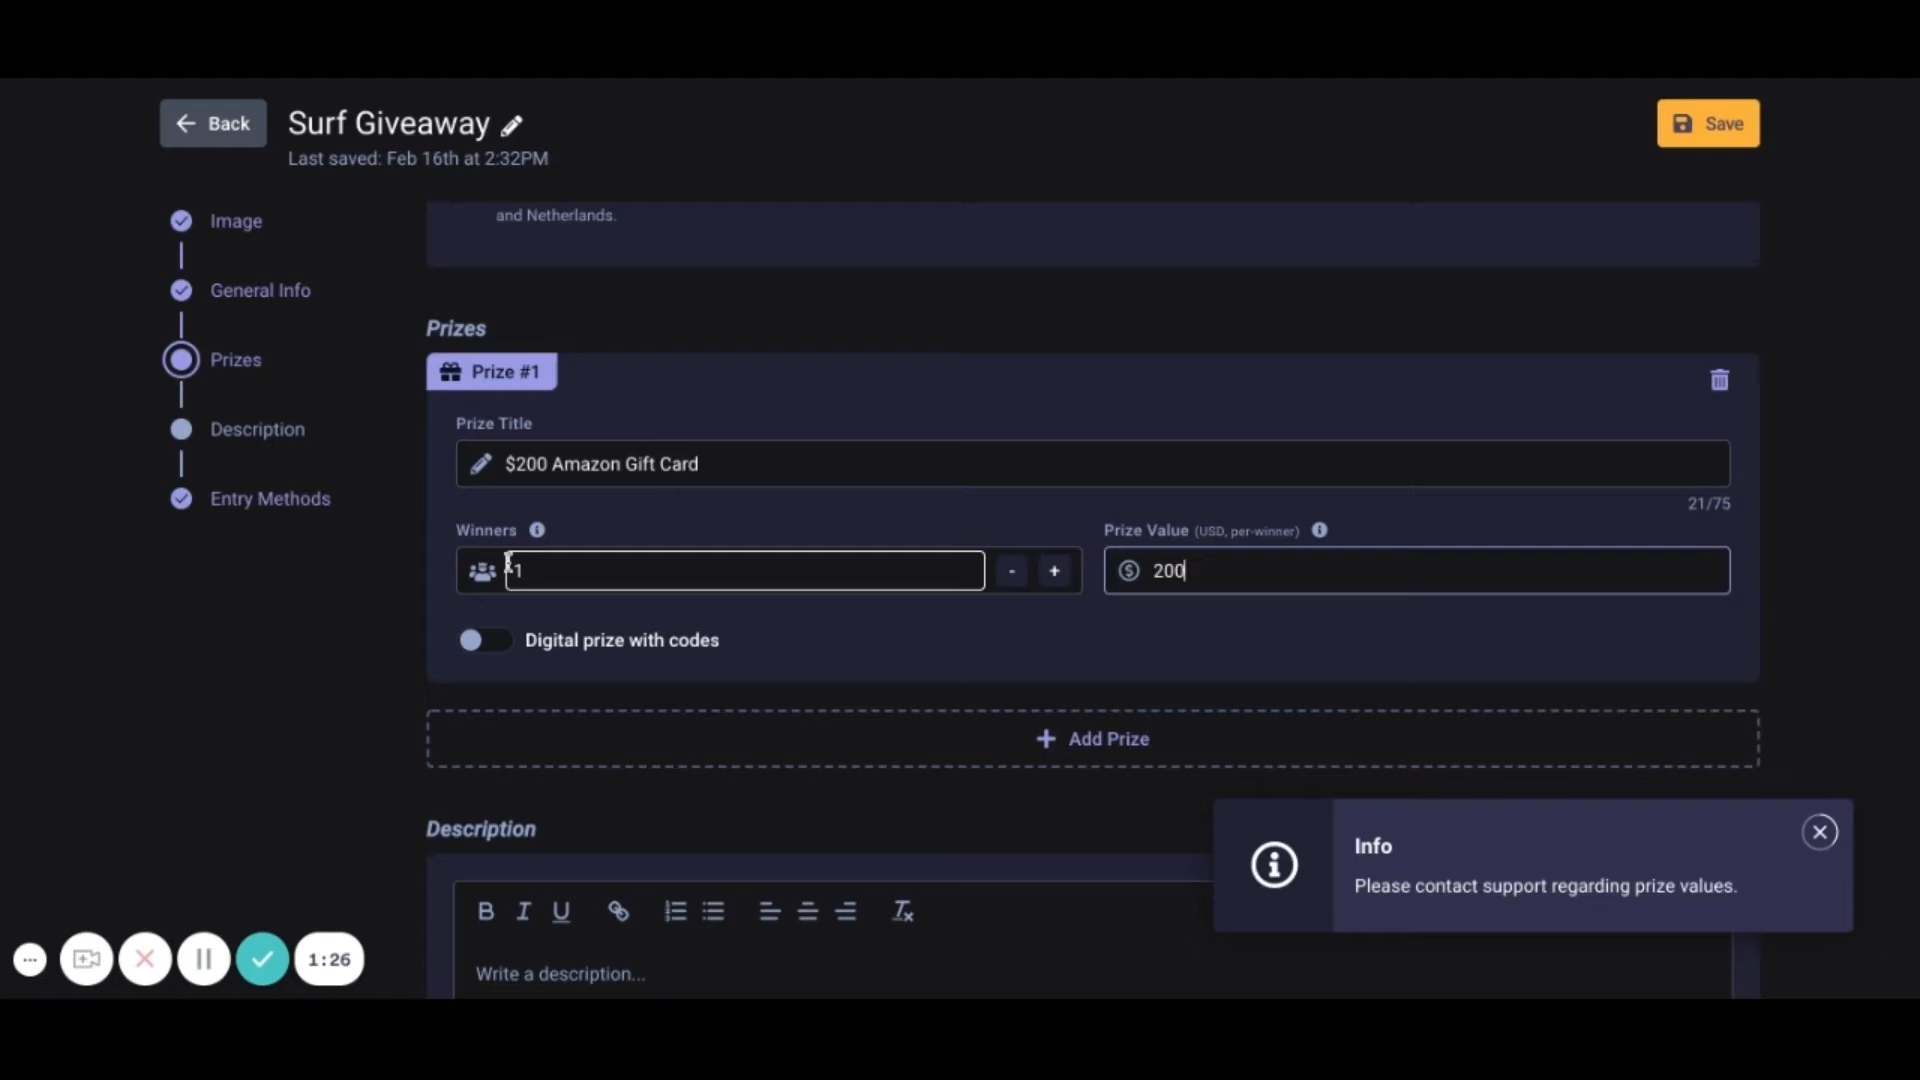 Back
Surf Giveaway
Save
Last saved: Feb 16th at 2:32PM
Image
General Info
Prizes
Description
Entry Methods
and Netherlands.
Prizes
Prize #1
Prize Title
$200 Amazon Gift Card
21/75
Winners
Prize Value (USD, per-winner)
1
-
+
200
Digital prize with codes
+ Add Prize
Description
Info
Please contact support regarding prize values.
B I U
Write a description...
1:26